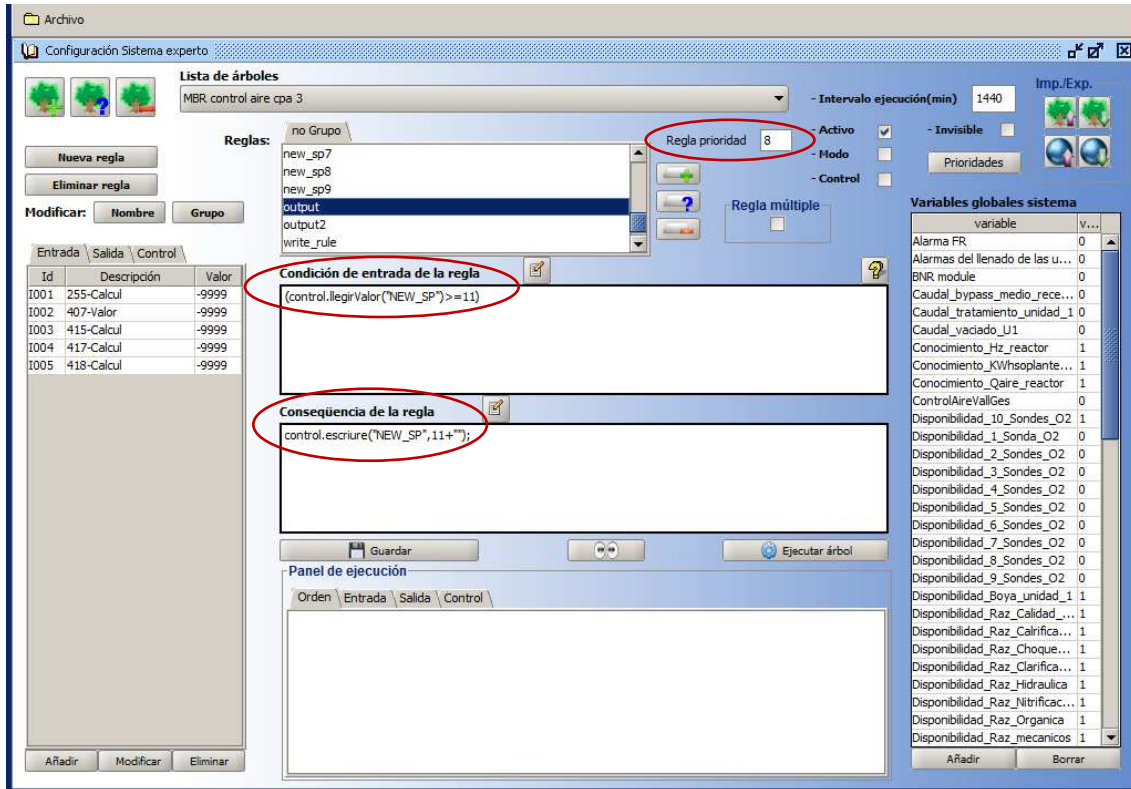 Archivo
Configuración Sistema experto
Lista de árboles
MBR control aire cpa 3
- Intervalo ejecución(min) 1440
Imp./Exp.
Reglas:
no Grupo
Regla prioridad 8
- Activo
- Invisible
- Modo
- Control
Prioridades
Nueva regla
Eliminar regla
Modificar: Nombre Grupo
new_sp7
new_sp8
new_sp9
output
output2
write_rule
Regla múltiple
Entrada Salida Control
Id Descripción Valor
I001 255-Calcul -9999
I002 407-Valor -9999
I003 415-Calcul -9999
I004 417-Calcul -9999
I005 418-Calcul -9999
Añadir Modificar Eliminar
Condición de entrada de la regla
(control.llegirValor("NEW_SP")>=11)
Conseqüencia de la regla
control.escriure("NEW_SP",11+"");
Guardar
Ejecutar árbol
Panel de ejecución
Orden Entrada Salida Control
Variables globales sistema
variable v...
Alarma FR 0
Alarmas del llenado de las u... 0
BNR module 0
Caudal_bypass_medio_rece... 0
Caudal_tratamiento_unidad_1 0
Caudal_vaciado_U1 0
Conocimiento_Hz_reactor 1
Conocimiento_KWhsoplante... 1
Conocimiento_Qaire_reactor 1
ControlAireVallGes 0
Disponibilidad_10_Sondes_O2 1
Disponibilidad_1_Sonda_O2 0
Disponibilidad_2_Sondes_O2 0
Disponibilidad_3_Sondes_O2 0
Disponibilidad_4_Sondes_O2 0
Disponibilidad_5_Sondes_O2 0
Disponibilidad_6_Sondes_O2 0
Disponibilidad_7_Sondes_O2 0
Disponibilidad_8_Sondes_O2 0
Disponibilidad_9_Sondes_O2 0
Disponibilidad_Boya_unidad_1 1
Disponibilidad_Raz_Calidad_... 1
Disponibilidad_Raz_Calrifica... 1
Disponibilidad_Raz_Choque... 1
Disponibilidad_Raz_Clarifica... 1
Disponibilidad_Raz_Hidraulica 1
Disponibilidad_Raz_Nitrificac... 1
Disponibilidad_Raz_Organica 1
Disponibilidad_Raz_mecanicos 1
Añadir Borrar